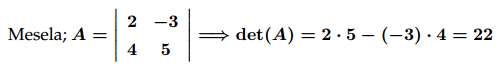 Mesela; A = | 2 −3 | ⟹ det(A) = 2 · 5 − (−3) · 4 = 22
| 4 5 |